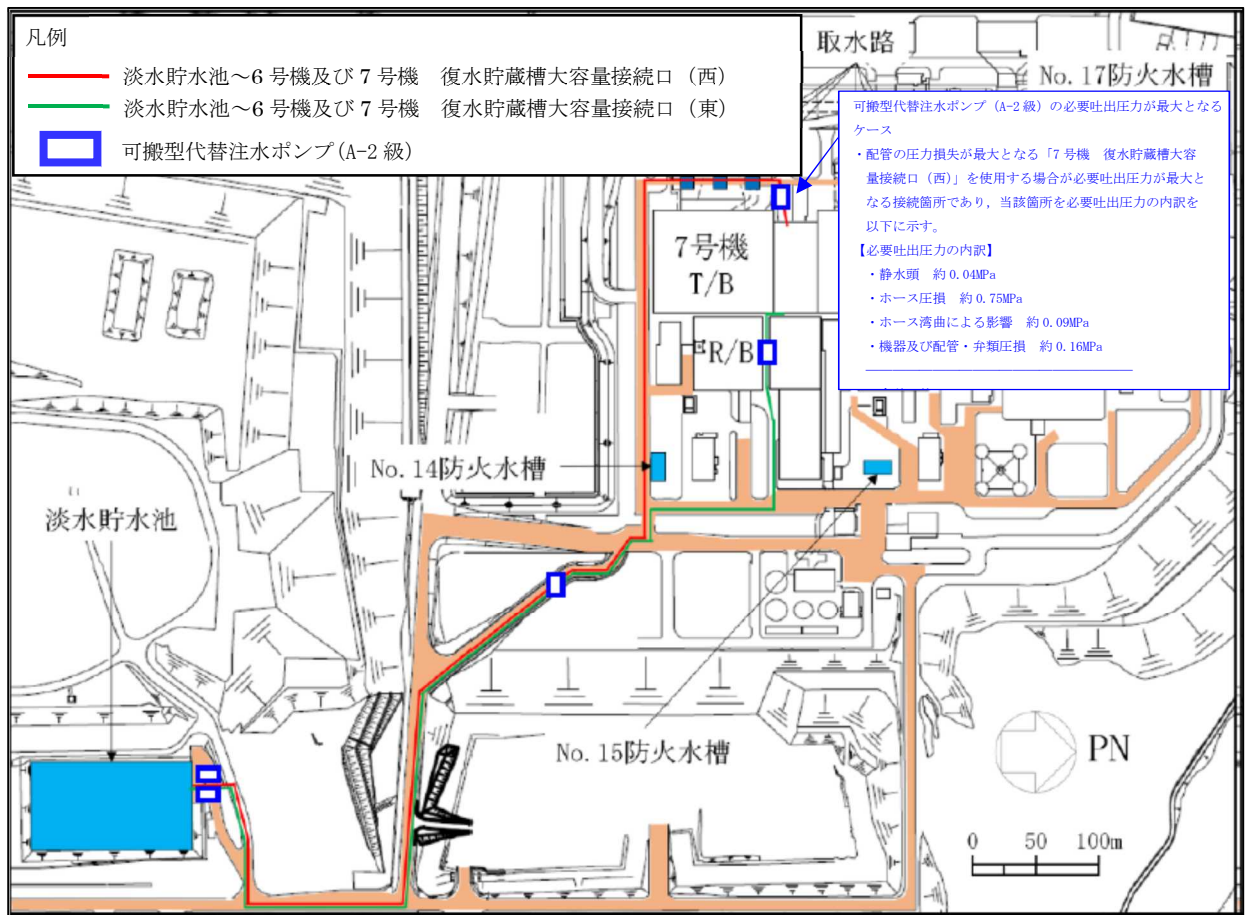 凡例
淡水貯水池~6号機及び7号機 復水貯蔵槽大容量接続口(西)
淡水貯水池~6号機及び7号機 復水貯蔵槽大容量接続口(東)
可搬型代替注水ポンプ(A-2級)
取水路
No.17防火水槽
可搬型代替注水ポンプ(A-2級)の必要吐出圧力が最大となる
ケース
・配管の圧力損失が最大となる「7号機 復水貯蔵槽大容
量接続口(西)」を使用する場合が必要吐出圧力が最大と
なる接続箇所であり,当該箇所を必要吐出圧力の内訳を
以下に示す。
【必要吐出圧力の内訳】
・静水頭 約0.04MPa
・ホース圧損 約0.75MPa
・ホース湾曲による影響 約0.09MPa
・機器及び配管・弁類圧損 約0.16MPa
7号機
T/B
R/B
No.14防火水槽
淡水貯水池
No.15防火水槽
PN
0 50 100m